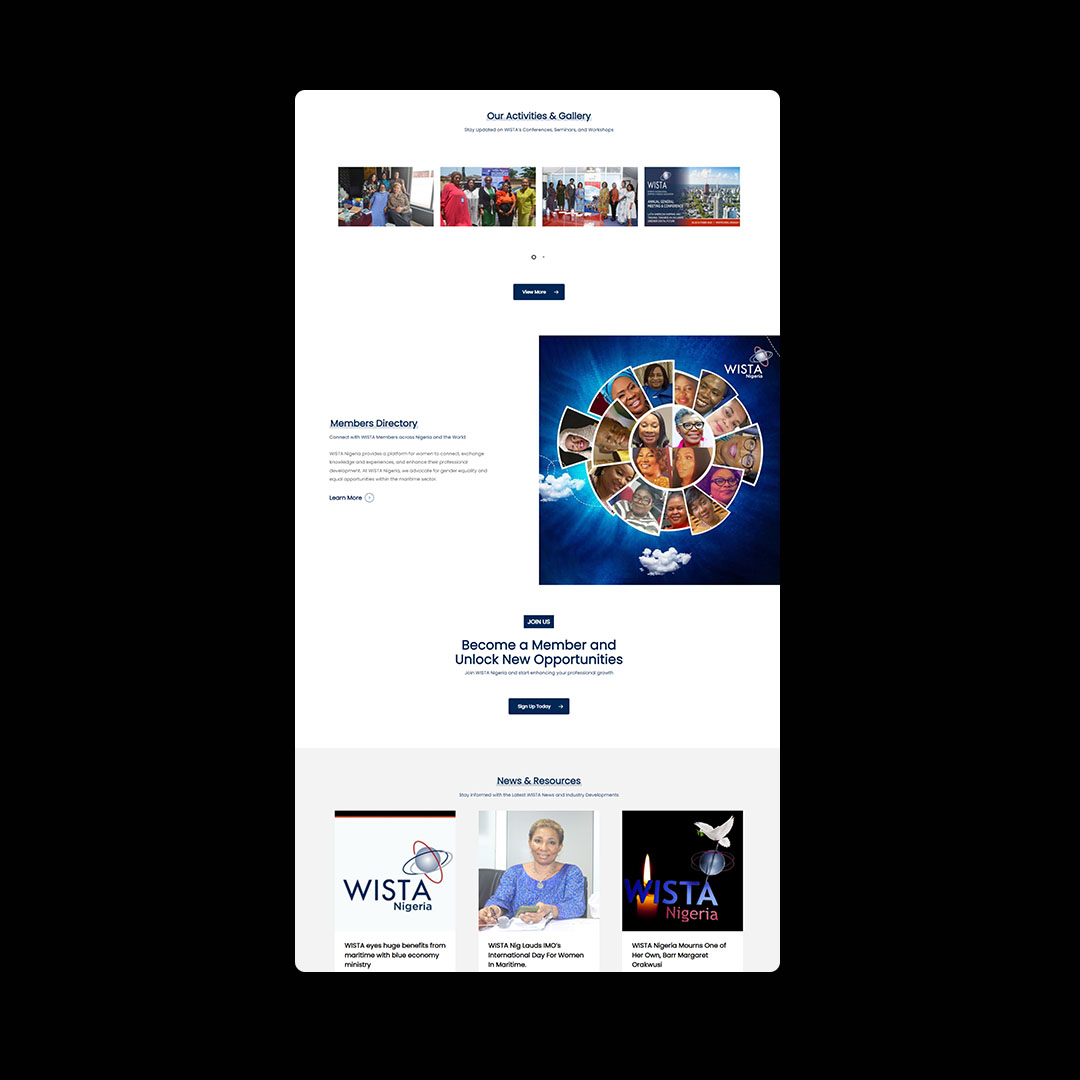 Our Activities & Gallery
Stay Updated on WISTA's Conferences, Seminars, and Workshops
WISTA
ANNUAL GENERAL
MEETING & CONFERENCE
View More
WISTA
Nigeria
Members Directory
Connect with WISTA Members across Nigeria and the World!
WISTA Nigeria provides a platform for women to connect, exchange
knowledge and experiences, and enhance their professional
development. At WISTA Nigeria, we advocate for gender equality and
equal opportunities within the maritime sector.
Learn More
JOIN US
Become a Member and
Unlock New Opportunities
Join WISTA Nigeria and start enhancing your professional growth
Sign Up Today
News & Resources
Stay Informed with the Latest WISTA News and Industry Developments
WISTA
Nigeria
WISTA
Nigeria
WISTA eyes huge benefits from
maritime with blue economy
ministry
WISTA Nig Lauds IMO's
International Day For Women
In Maritime.
WISTA Nigeria Mourns One of
Her Own, Barr Margaret
Orakwusi